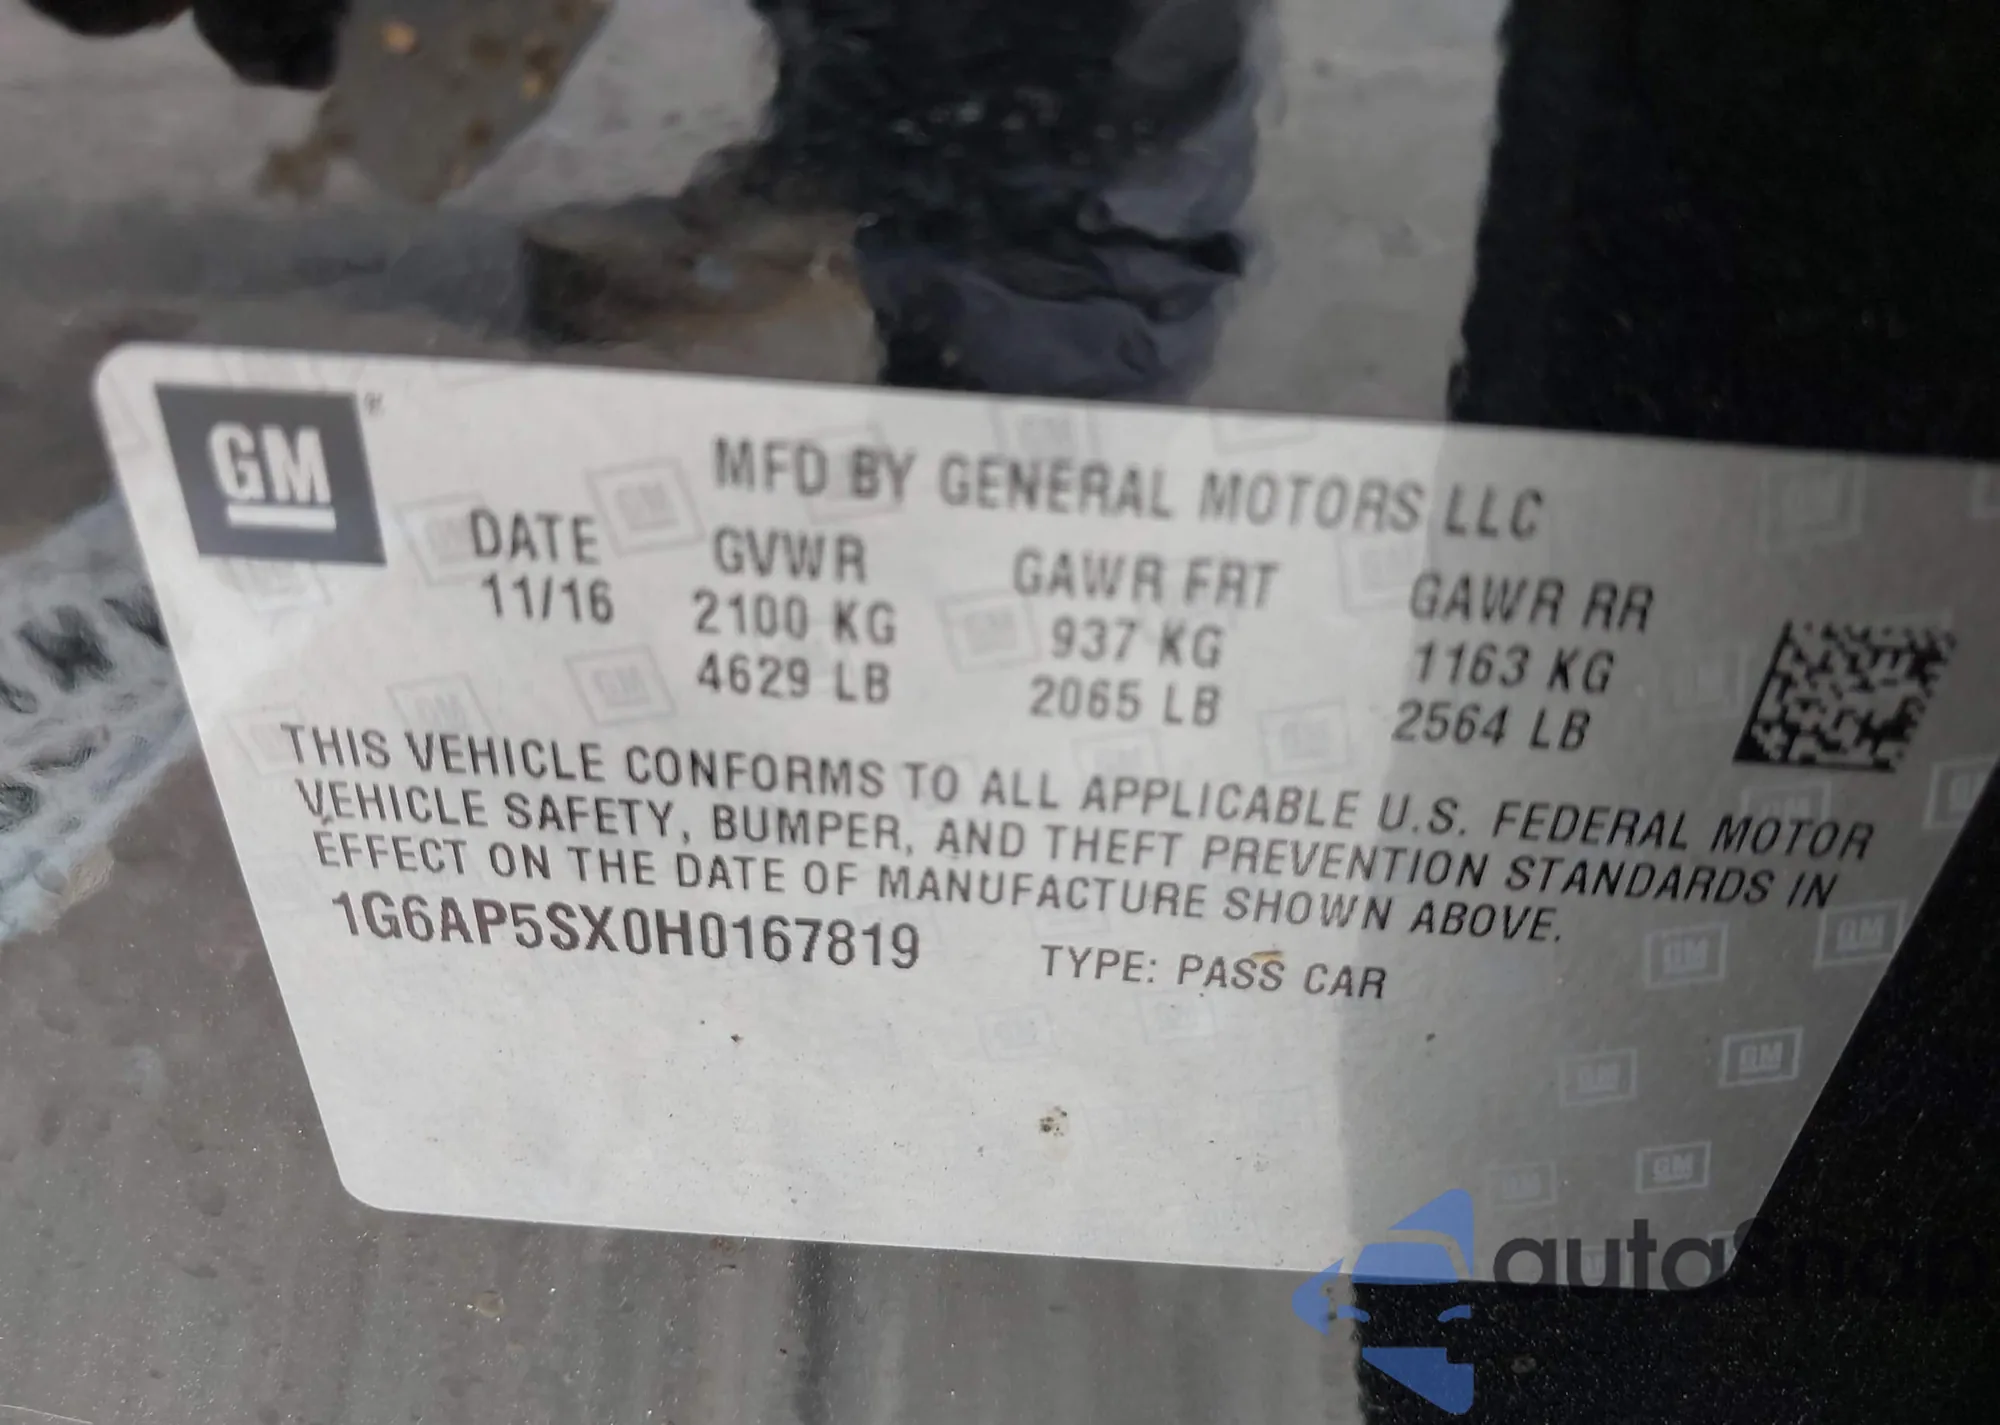 GM
MFD BY GENERAL MOTORS LLC
DATE GVWR GAWR FRT GAWR RR
11/16 2100 KG 937 KG 1163 KG
4629 LB 2065 LB 2564 LB
THIS VEHICLE CONFORMS TO ALL APPLICABLE U.S. FEDERAL MOTOR
VEHICLE SAFETY, BUMPER, AND THEFT PREVENTION STANDARDS IN
EFFECT ON THE DATE OF MANUFACTURE SHOWN ABOVE.
1G6AP5SX0H0167819 TYPE: PASS CAR